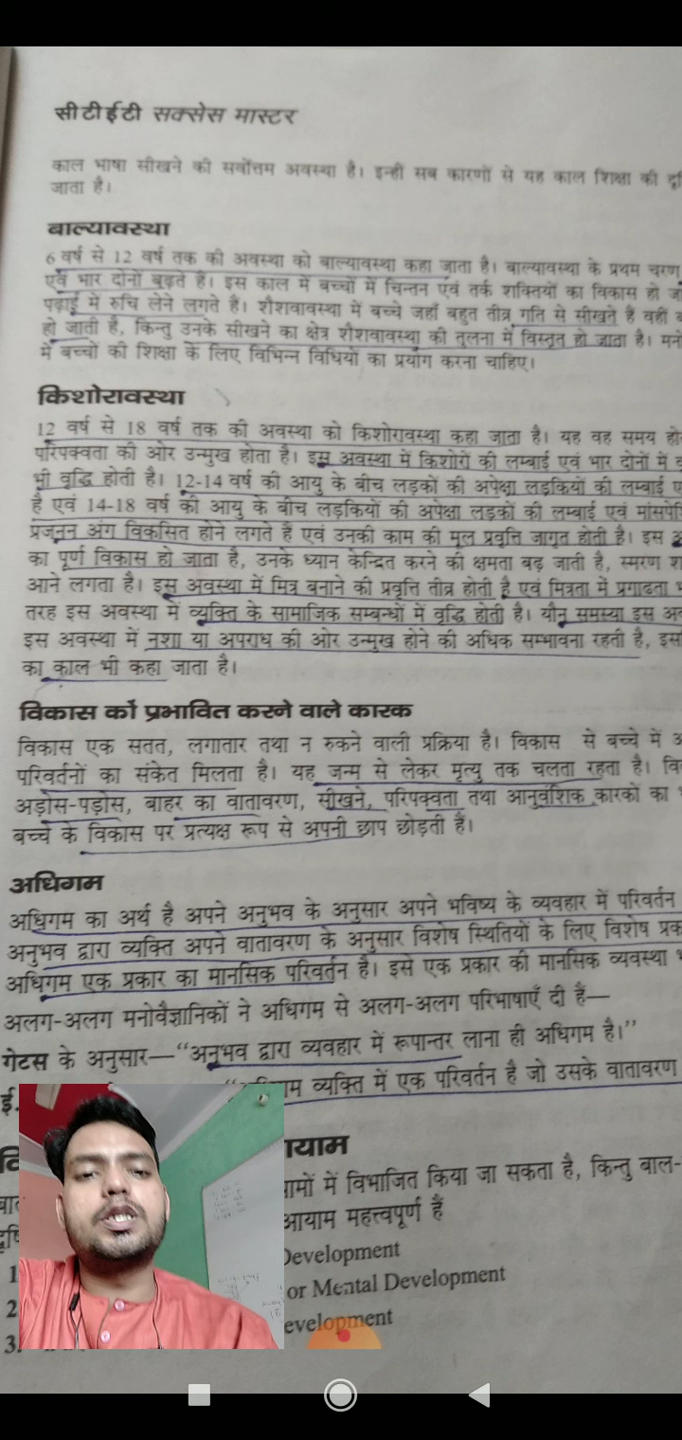 सीटीईटी सक्सेस मास्टर
काल भाषा सीखने की सर्वोत्तम अवस्था है। इन्हीं सब कारणों से यह काल शिक्षा की
जाता है।
बाल्यावस्था
6 वर्ष से 12 वर्ष तक की अवस्था को बाल्यावस्था कहा जाता है। बाल्यावस्था के प्रथम चरण
एवं भार दोनों बढ़ते हैं। इस काल में बच्चों में चिन्तन एवं तर्क शक्तियों का विकास हो
पढ़ाई में रुचि लेने लगते हैं। शैशवावस्था में बच्चे जहाँ बहुत तीव्र गति से सीखते हैं वहीं
हो जाती है, किन्तु उनके सीखने का क्षेत्र शैशवावस्था की तुलना में विस्तृत हो जाता है।
में बच्चों की शिक्षा के लिए विभिन्न विधियों का प्रयोग करना चाहिए।
किशोरावस्था
12 वर्ष से 18 वर्ष तक की अवस्था को किशोरावस्था कहा जाता है। यह वह समय
परिपक्वता की ओर उन्मुख होता है। इस अवस्था में किशोरों की लम्बाई एवं भार दोनों में
भी वृद्धि होती है। 12-14 वर्ष की आयु के बीच लड़कों की अपेक्षा लड़कियों की लम्बाई
है एवं 14-18 वर्ष की आयु के बीच लड़कियों की अपेक्षा लड़कों की लम्बाई एवं
प्रजनन अंग विकसित होने लगते हैं एवं उनकी काम की मूल प्रवृत्ति जागृत होती है। इस
का पूर्ण विकास हो जाता है, उनके ध्यान केन्द्रित करने की क्षमता बढ़ जाती है, स्मरण
आने लगता है। इस अवस्था में मित्र बनाने की प्रवृत्ति तीव्र होती है एवं मित्रता में प्रगाढता
तरह इस अवस्था में व्यक्ति के सामाजिक सम्बन्धों में वृद्धि होती है। यौन समस्या इस
इस अवस्था में नशा या अपराध की ओर उन्मुख होने की अधिक सम्भावना रहती है,
का काल भी कहा जाता है।
विकास को प्रभावित करने वाले कारक
विकास एक सतत, लगातार तथा न रुकने वाली प्रक्रिया है। विकास से बच्चे में
परिवर्तनों का संकेत मिलता है। यह जन्म से लेकर मृत्यु तक चलता रहता है।
अड़ोस-पड़ोस, बाहर का वातावरण, सीखने, परिपक्वता तथा आनुवंशिक कारकों का
बच्चे के विकास पर प्रत्यक्ष रूप से अपनी छाप छोड़ती हैं।
अधिगम
अधिगम का अर्थ है अपने अनुभव के अनुसार अपने भविष्य के व्यवहार में परिवर्तन
अनुभव द्वारा व्यक्ति अपने वातावरण के अनुसार विशेष स्थितियों के लिए विशेष
अधिगम एक प्रकार का मानसिक परिवर्तन है। इसे एक प्रकार की मानसिक व्यवस्था
अलग-अलग मनोवैज्ञानिकों ने अधिगम से अलग-अलग परिभाषाएँ दी हैं—
गेटस के अनुसार—“अनुभव द्वारा व्यवहार में रूपान्तर लाना ही अधिगम है।”
ई. व्यक्ति में एक परिवर्तन है जो उसके वातावरण
याम
में विभाजित किया जा सकता है, किन्तु बाल-
आयाम महत्त्वपूर्ण हैं
1 Development
2 or Mental Development
3. evelopment